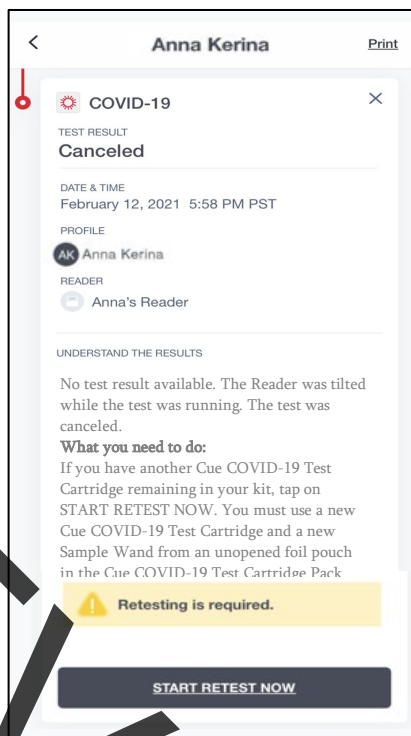 Anna Kerina Print
COVID-19
TEST RESULT
Canceled
DATE & TIME
February 12, 2021 5:58 PM PST
PROFILE
AK Anna Kerina
READER
Anna's Reader
UNDERSTAND THE RESULTS
No test result available. The Reader was tilted
while the test was running. The test was
canceled.
What you need to do:
If you have another Cue COVID-19 Test
Cartridge remaining in your kit, tap on
START RETEST NOW. You must use a new
Cue COVID-19 Test Cartridge and a new
Sample Wand from an unopened foil pouch
in the Cue COVID-19 Test Cartridge Pack
Retesting is required.
START RETEST NOW